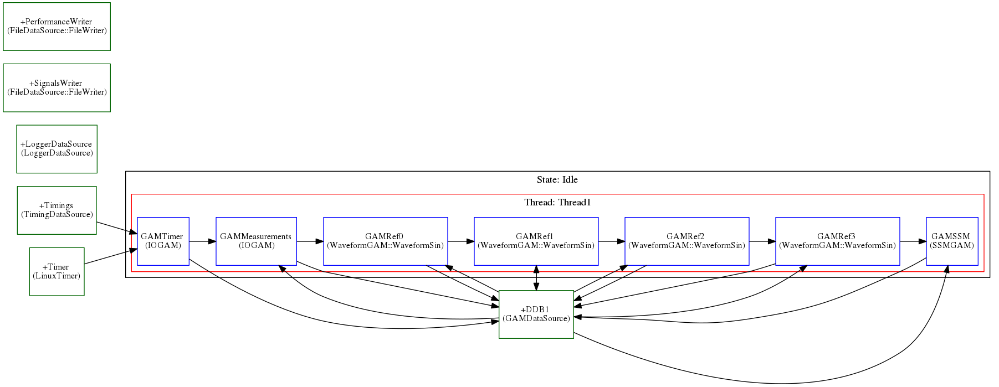 +PerformanceWriter
(FileDataSource::FileWriter)
+SignalsWriter
(FileDataSource::FileWriter)
+LoggerDataSource
(LoggerDataSource)
+Timings
(TimingDataSource)
+Timer
(LinuxTimer)
State: Idle
Thread: Thread1
GAMTimer
(IOGAM)
GAMMeasurements
(IOGAM)
GAMRef0
(WaveformGAM::WaveformSin)
GAMRef1
(WaveformGAM::WaveformSin)
GAMRef2
(WaveformGAM::WaveformSin)
GAMRef3
(WaveformGAM::WaveformSin)
GAMSSM
(SSMGAM)
+DDB1
(GAMDataSource)